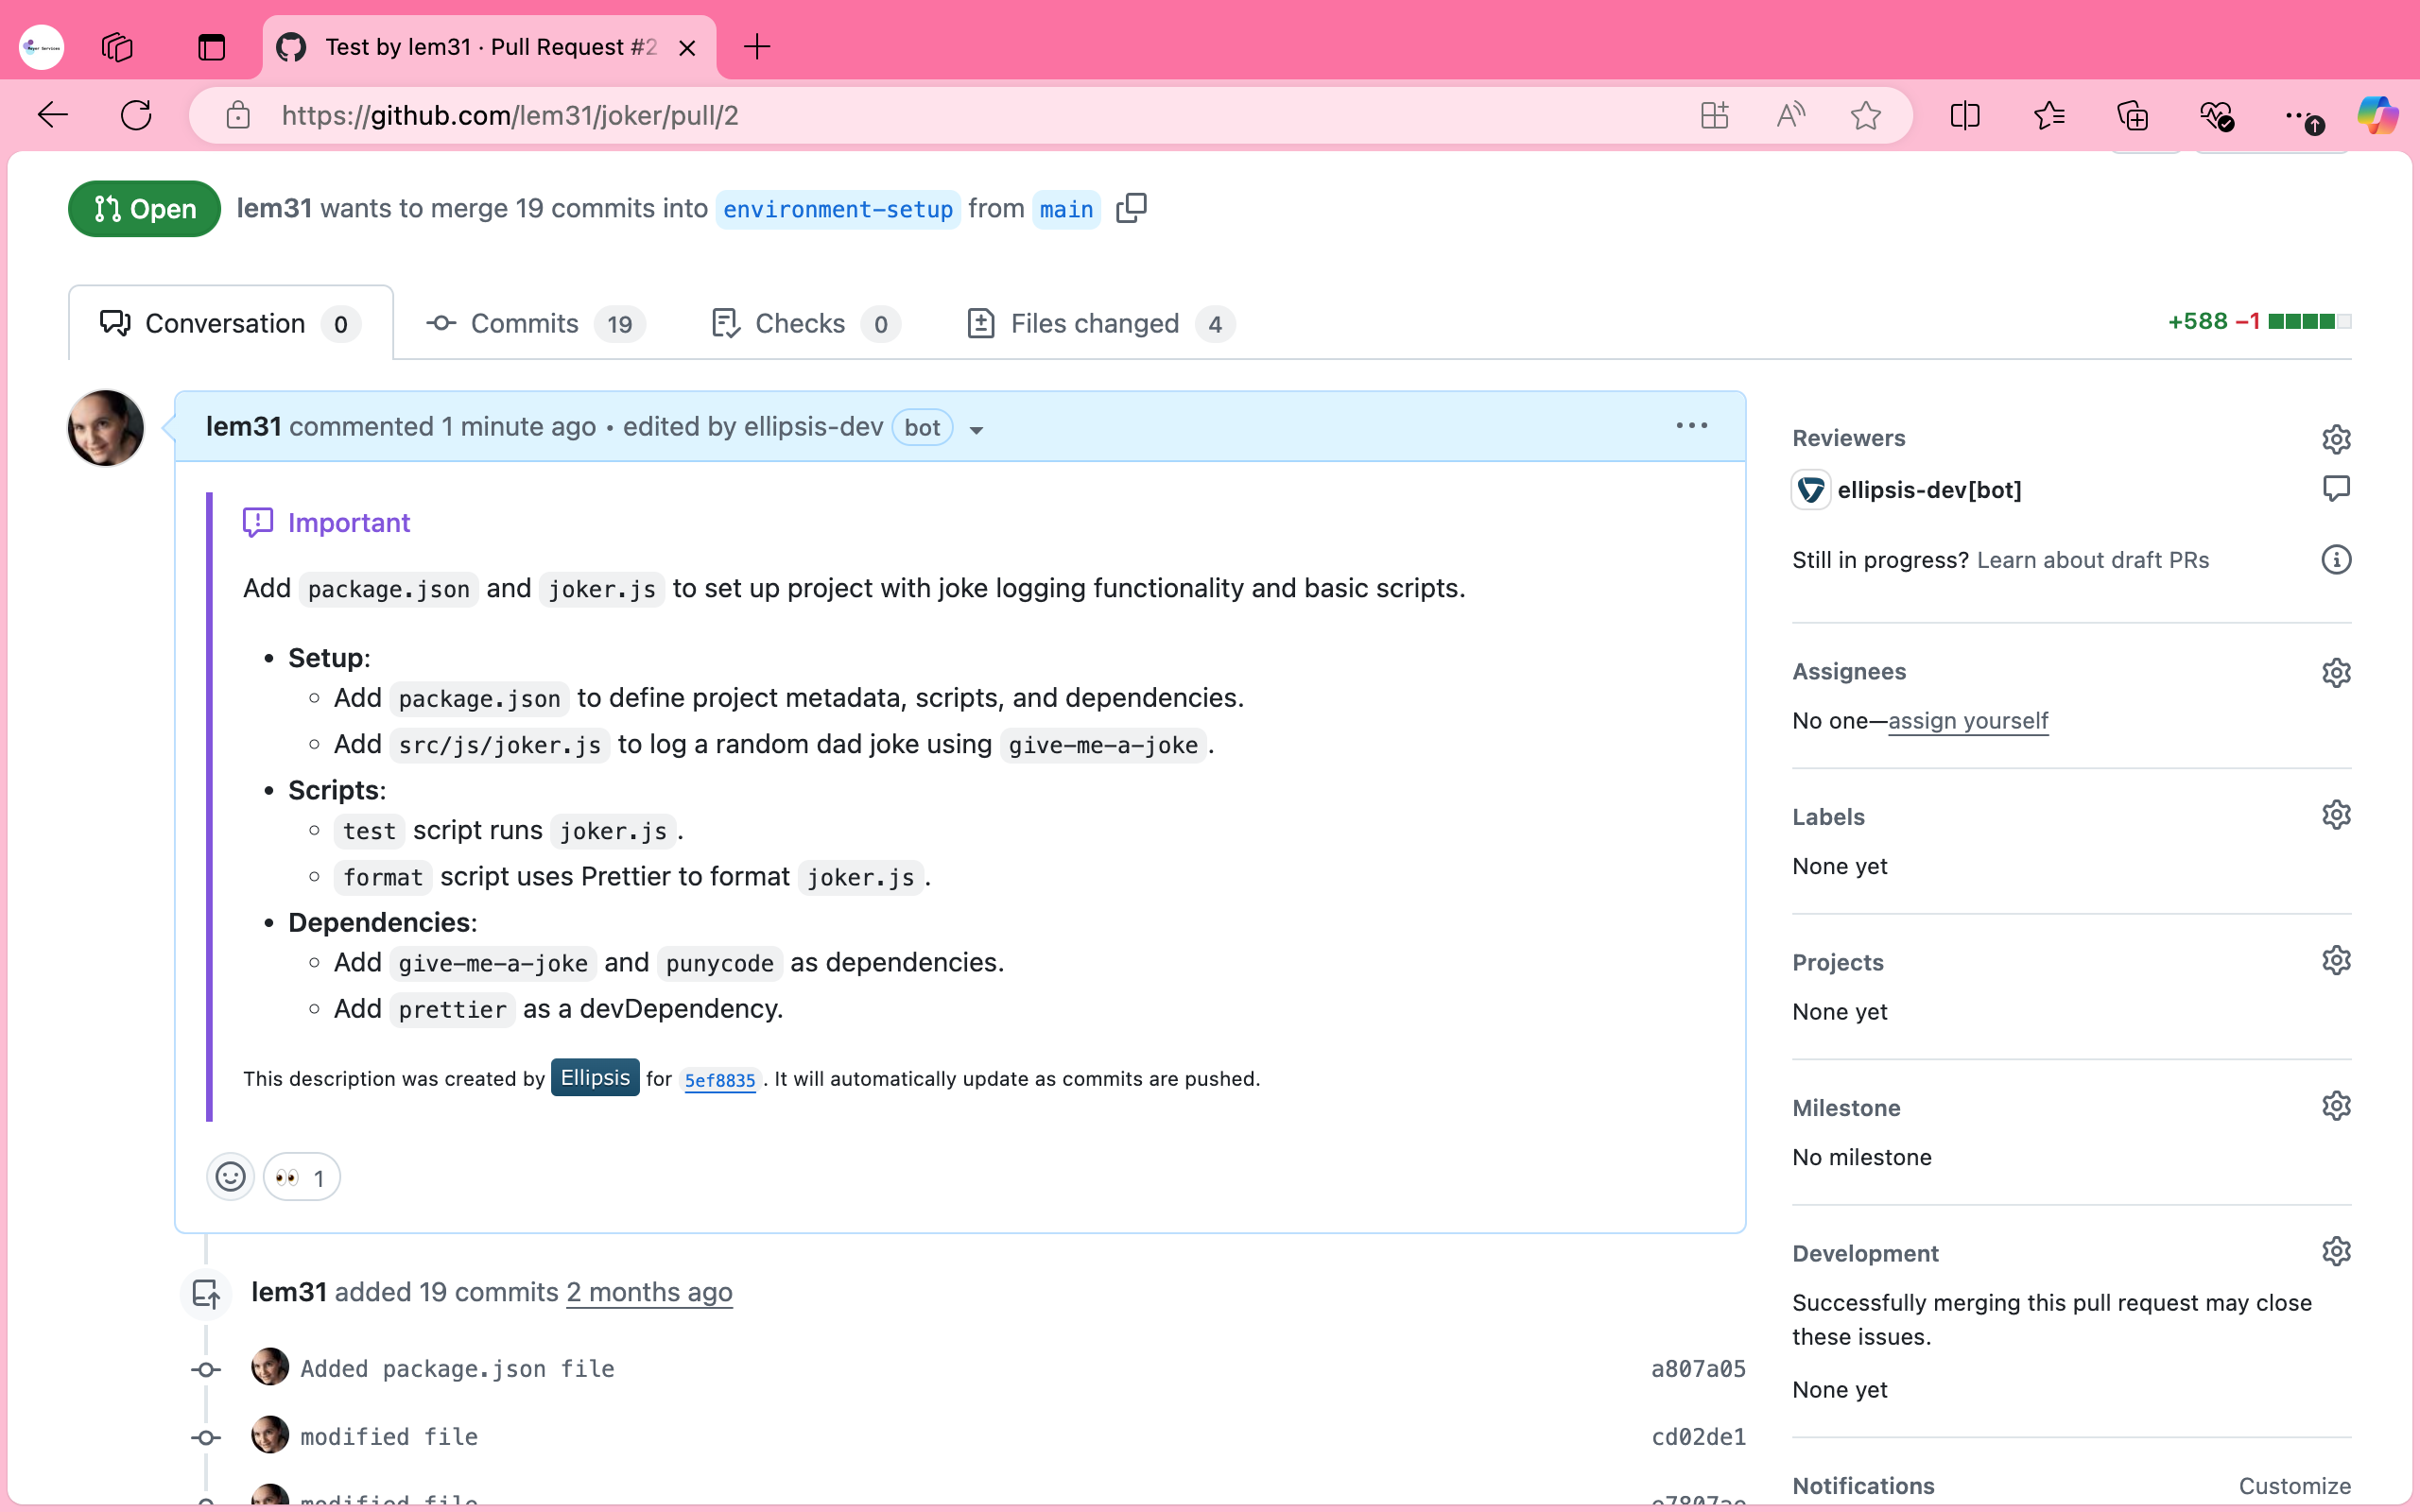 Test by lem31 · Pull Request #2
https://github.com/lem31/joker/pull/2
Open
lem31 wants to merge 19 commits into environment-setup from main
Conversation 0
Commits 19
Checks 0
Files changed 4
+588 −1
lem31 commented 1 minute ago • edited by ellipsis-dev bot
Important
Add package.json and joker.js to set up project with joke logging functionality and basic scripts.
• Setup:
◦ Add package.json to define project metadata, scripts, and dependencies.
◦ Add src/js/joker.js to log a random dad joke using give-me-a-joke.
• Scripts:
◦ test script runs joker.js.
◦ format script uses Prettier to format joker.js.
• Dependencies:
◦ Add give-me-a-joke and punycode as dependencies.
◦ Add prettier as a devDependency.
This description was created by Ellipsis for 5ef8835. It will automatically update as commits are pushed.
1
lem31 added 19 commits 2 months ago
Added package.json file a807a05
modified file cd02de1
modified file
Reviewers
ellipsis-dev[bot]
Still in progress? Learn about draft PRs
Assignees
No one—assign yourself
Labels
None yet
Projects
None yet
Milestone
No milestone
Development
Successfully merging this pull request may close
these issues.
None yet
Notifications Customize